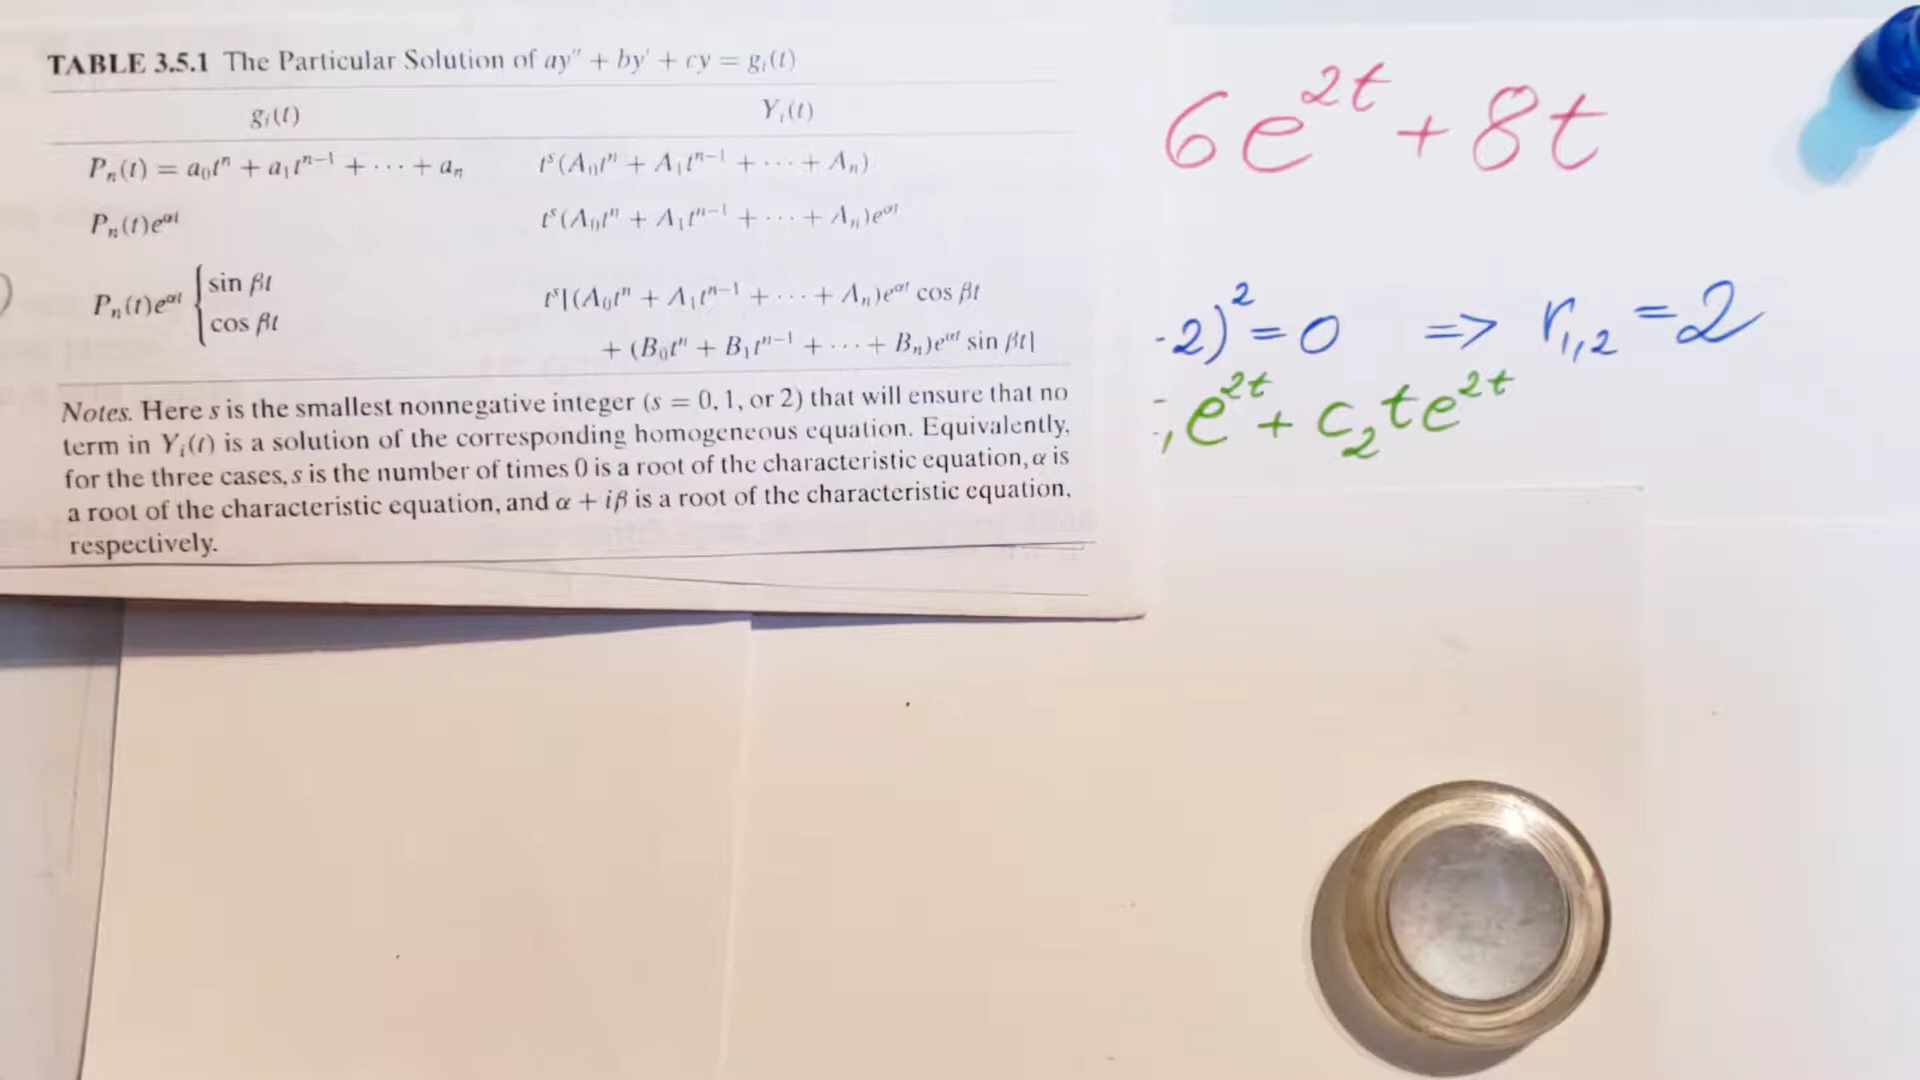 TABLE 3.5.1 The Particular Solution of ay″ + by′ + cy = gᵢ(t)
gᵢ(t) Yᵢ(t)
Pₙ(t) = a₀tⁿ + a₁tⁿ⁻¹ + ⋯ + aₙ tˢ(A₀tⁿ + A₁tⁿ⁻¹ + ⋯ + Aₙ)
Pₙ(t)e^{αt} tˢ(A₀tⁿ + A₁tⁿ⁻¹ + ⋯ + Aₙ)e^{αt}
Pₙ(t)e^{αt} { sin βt cos βt tˢ[(A₀tⁿ + A₁tⁿ⁻¹ + ⋯ + Aₙ)e^{αt} cos βt
+ (B₀tⁿ + B₁tⁿ⁻¹ + ⋯ + Bₙ)e^{αt} sin βt]
Notes. Here s is the smallest nonnegative integer (s = 0, 1, or 2) that will ensure that no
term in Yᵢ(t) is a solution of the corresponding homogeneous equation. Equivalently,
for the three cases, s is the number of times 0 is a root of the characteristic equation, α is
a root of the characteristic equation, and α + iβ is a root of the characteristic equation,
respectively.
6e^{2t} + 8t
-2)² = 0 => r₁,₂ = 2
e^{2t} + c₂te^{2t}